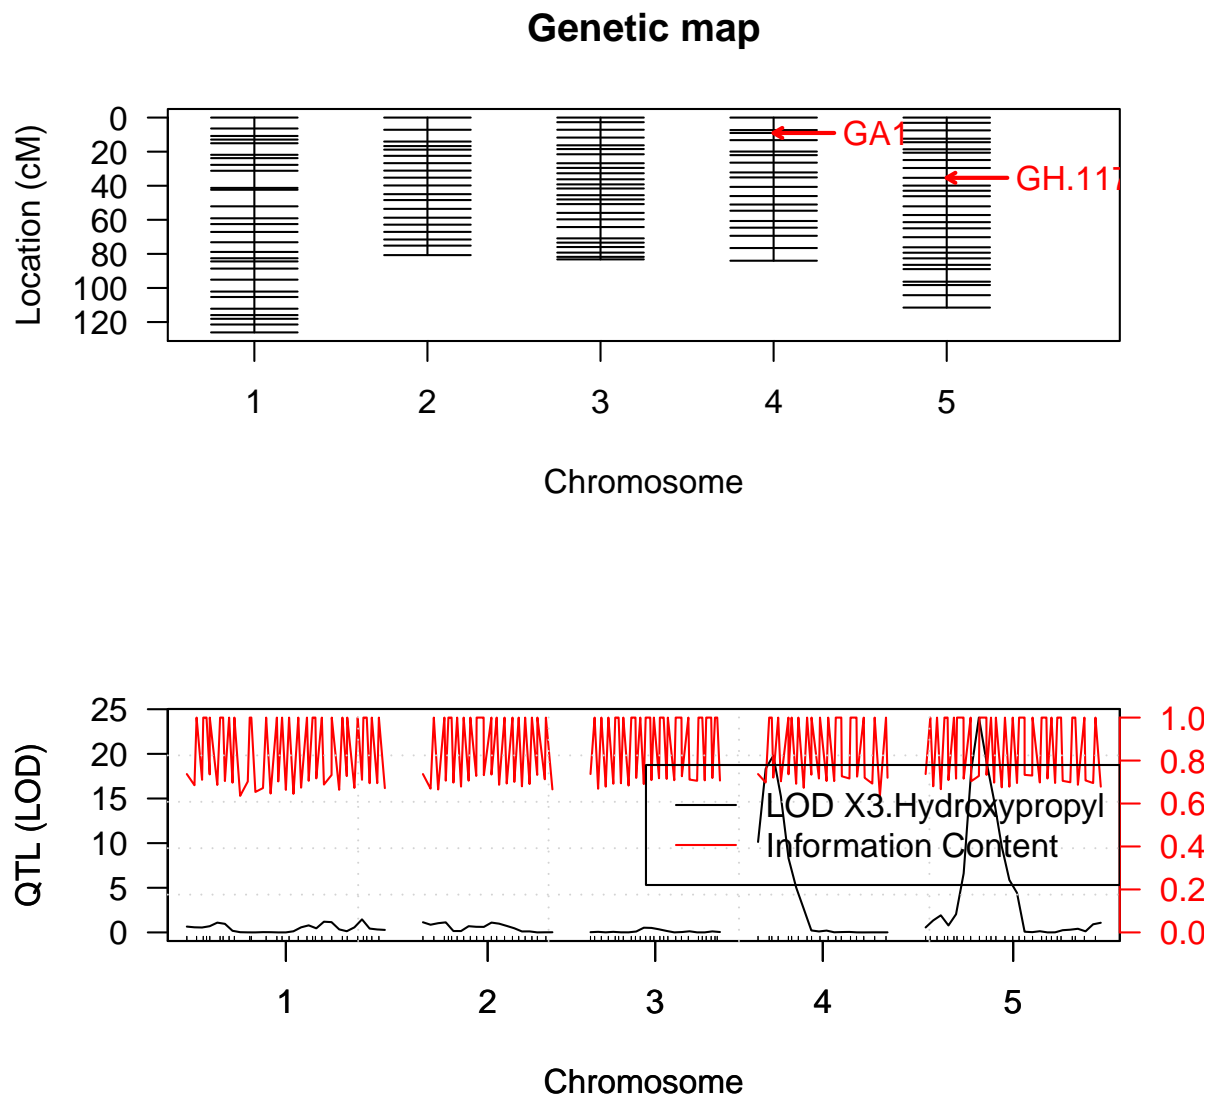 Genetic map
Location (cM)
0
20
40
60
80
100
120
GA1
GH.117
1 2 3 4 5
Chromosome
QTL (LOD)
25
20
15
10
5
0
LOD X3.Hydroxypropyl
Information Content
1.0
0.8
0.6
0.4
0.2
0.0
1 2 3 4 5
Chromosome